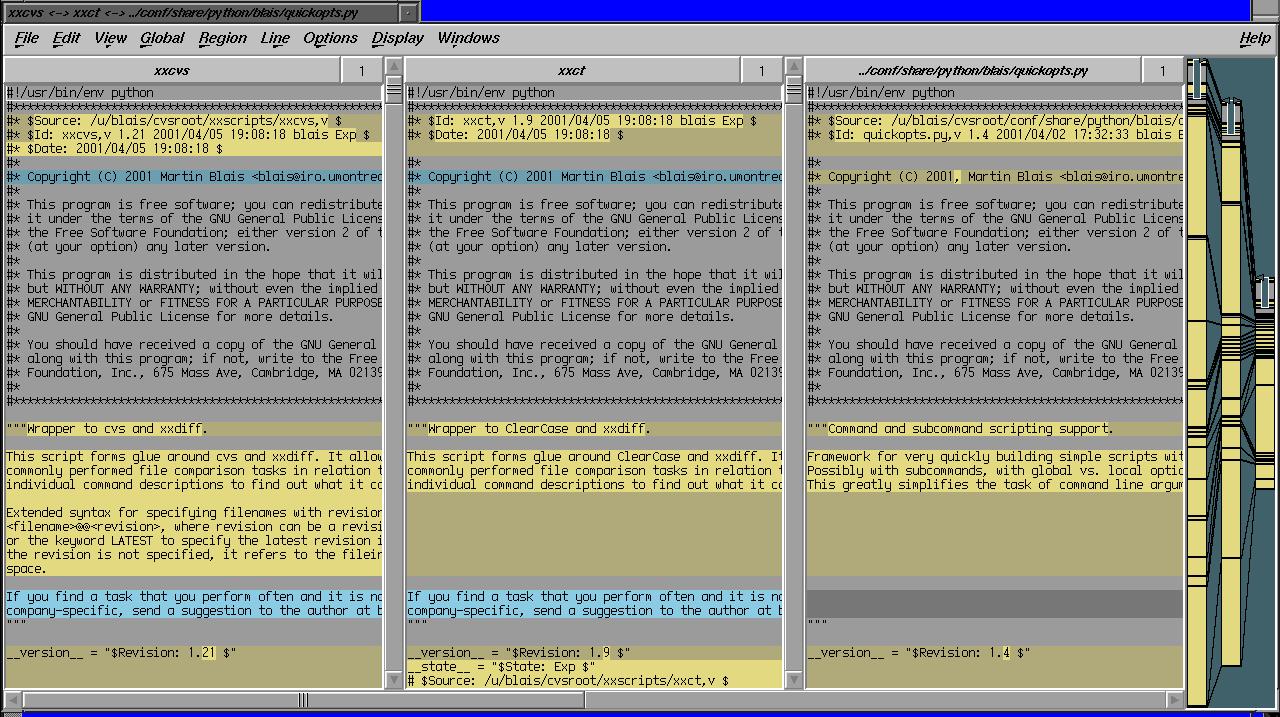 xxcvs <-> xxct <-> ../conf/share/python/blais/quickopts.py
File Edit View Global Region Line Options Display Windows Help
xxcvs 1
#!/usr/bin/env python
#* $Source: /u/blais/cvsroot/xxscripts/xxcvs,v $
#* $Id: xxcvs,v 1.21 2001/04/05 19:08:18 blais Exp $
#* $Date: 2001/04/05 19:08:18 $
#*
#* Copyright (C) 2001 Martin Blais <blais@iro.umontre
#*
#* This program is free software; you can redistribute
#* it under the terms of the GNU General Public Licens
#* the Free Software Foundation; either version 2 of t
#* (at your option) any later version.
#*
#* This program is distributed in the hope that it wil
#* but WITHOUT ANY WARRANTY; without even the implied
#* MERCHANTABILITY or FITNESS FOR A PARTICULAR PURPOSE
#* GNU General Public License for more details.
#*
#* You should have received a copy of the GNU General
#* along with this program; if not, write to the Free
#* Foundation, Inc., 675 Mass Ave, Cambridge, MA 02139
#*
"""Wrapper to cvs and xxdiff.
This script forms glue around cvs and xxdiff. It allow
commonly performed file comparison tasks in relation t
individual command descriptions to find out what it ca
Extended syntax for specifying filenames with revision
<filename>@@<revision>, where revision can be a revisi
or the keyword LATEST to specify the latest revision i
the revision is not specified, it refers to the filein
space.
If you find a task that you perform often and it is no
company-specific, send a suggestion to the author at b
"""
__version__ = "$Revision: 1.21 $"
xxct 1
#!/usr/bin/env python
#* $Id: xxct,v 1.9 2001/04/05 19:08:18 blais Exp $
#* $Date: 2001/04/05 19:08:18 $
#*
#* Copyright (C) 2001 Martin Blais <blais@iro.umontre
#*
#* This program is free software; you can redistribute
#* it under the terms of the GNU General Public Licens
#* the Free Software Foundation; either version 2 of t
#* (at your option) any later version.
#*
#* This program is distributed in the hope that it wil
#* but WITHOUT ANY WARRANTY; without even the implied
#* MERCHANTABILITY or FITNESS FOR A PARTICULAR PURPOSE
#* GNU General Public License for more details.
#*
#* You should have received a copy of the GNU General
#* along with this program; if not, write to the Free
#* Foundation, Inc., 675 Mass Ave, Cambridge, MA 02139
#*
"""Wrapper to ClearCase and xxdiff.
This script forms glue around ClearCase and xxdiff. It
commonly performed file comparison tasks in relation t
individual command descriptions to find out what it ca
If you find a task that you perform often and it is no
company-specific, send a suggestion to the author at b
"""
__version__ = "$Revision: 1.9 $"
__state__ = "$State: Exp $"
# $Source: /u/blais/cvsroot/xxscripts/xxct,v $
../conf/share/python/blais/quickopts.py 1
#!/usr/bin/env python
#* $Source: /u/blais/cvsroot/conf/share/python/blais/c
#* $Id: quickopts.py,v 1.4 2001/04/02 17:32:33 blais E
#*
#* Copyright (C) 2001, Martin Blais <blais@iro.umontre
#*
#* This program is free software; you can redistribute
#* it under the terms of the GNU General Public Licens
#* the Free Software Foundation; either version 2 of t
#* (at your option) any later version.
#*
#* This program is distributed in the hope that it wil
#* but WITHOUT ANY WARRANTY; without even the implied
#* MERCHANTABILITY or FITNESS FOR A PARTICULAR PURPOSE
#* GNU General Public License for more details.
#*
#* You should have received a copy of the GNU General
#* along with this program; if not, write to the Free
#* Foundation, Inc., 675 Mass Ave, Cambridge, MA 02139
#*
"""Command and subcommand scripting support.
Framework for very quickly building simple scripts wit
Possibly with subcommands, with global vs. local optio
This greatly simplifies the task of command line argum
"""
__version__ = "$Revision: 1.4 $"